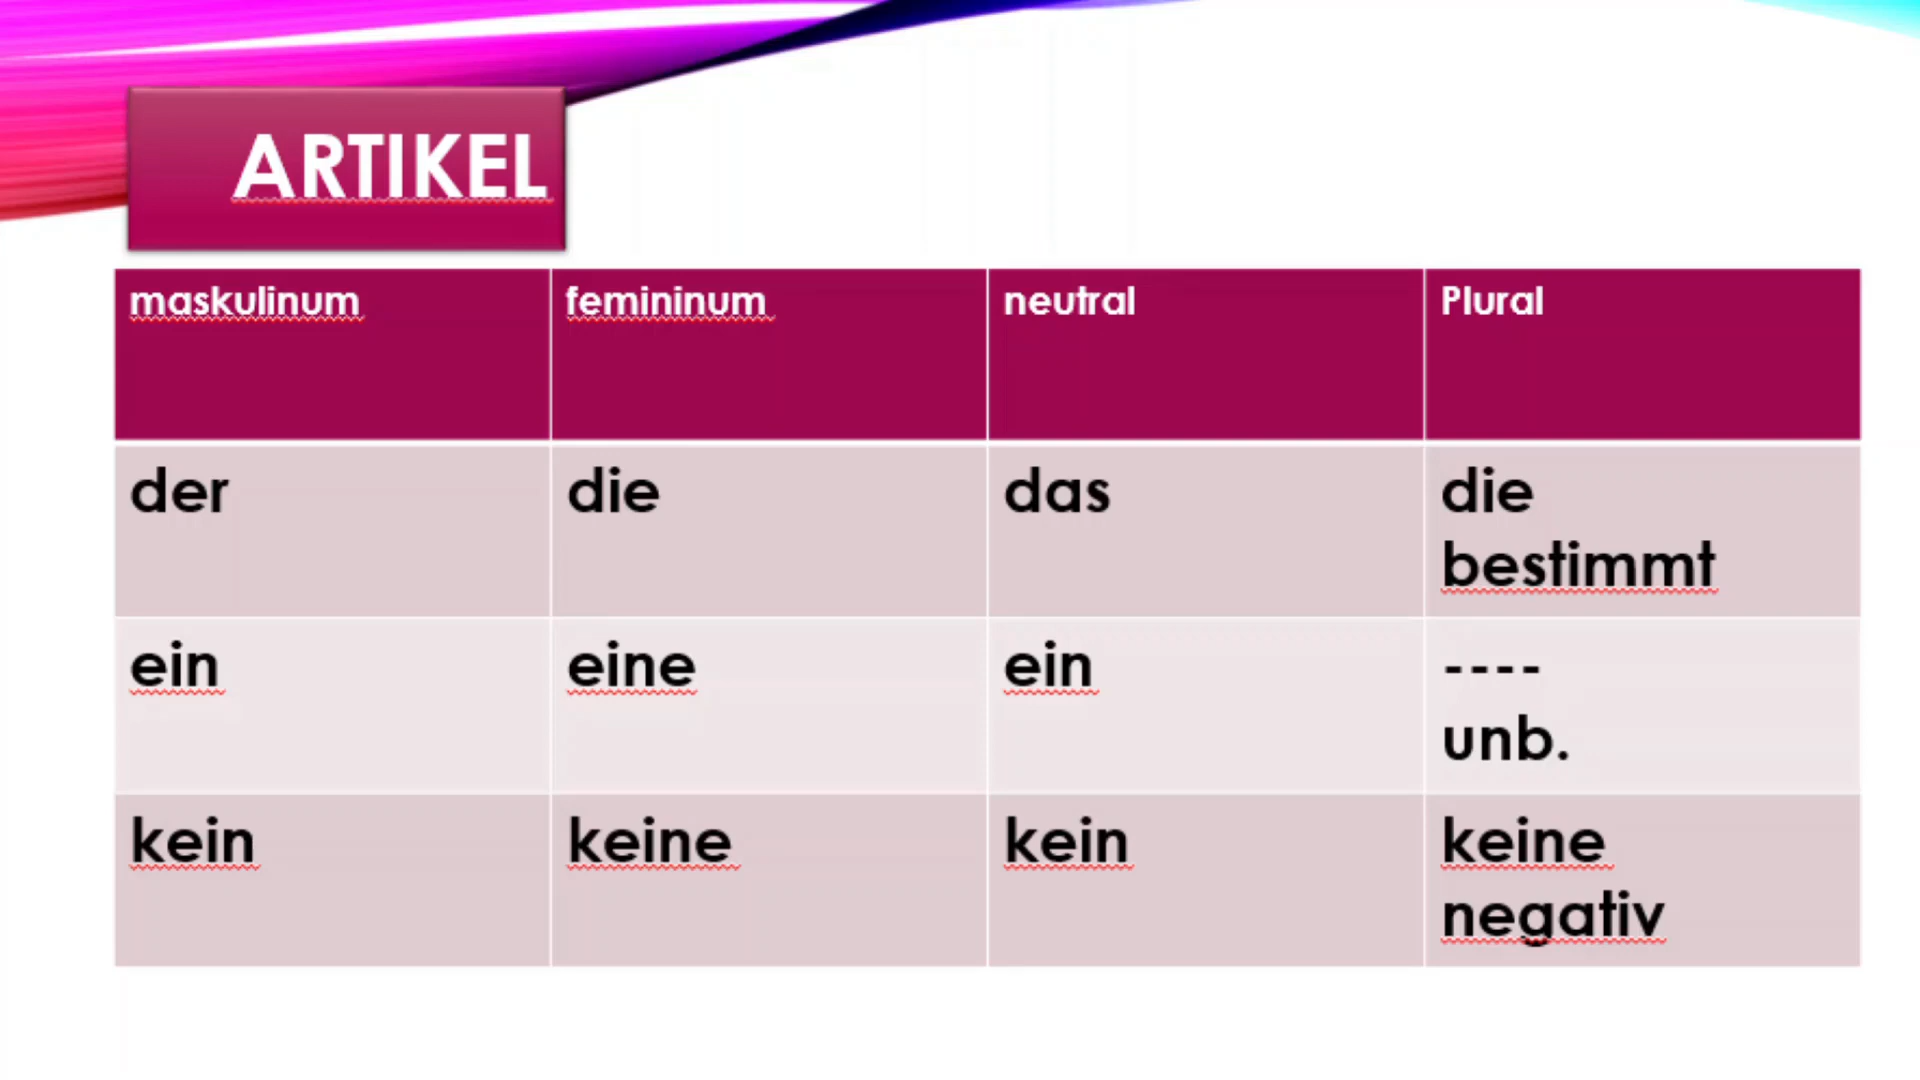 ARTIKEL
maskulinum femininum neutral Plural
der die das die
bestimmt
ein eine ein ----
unb.
kein keine kein keine
negativ